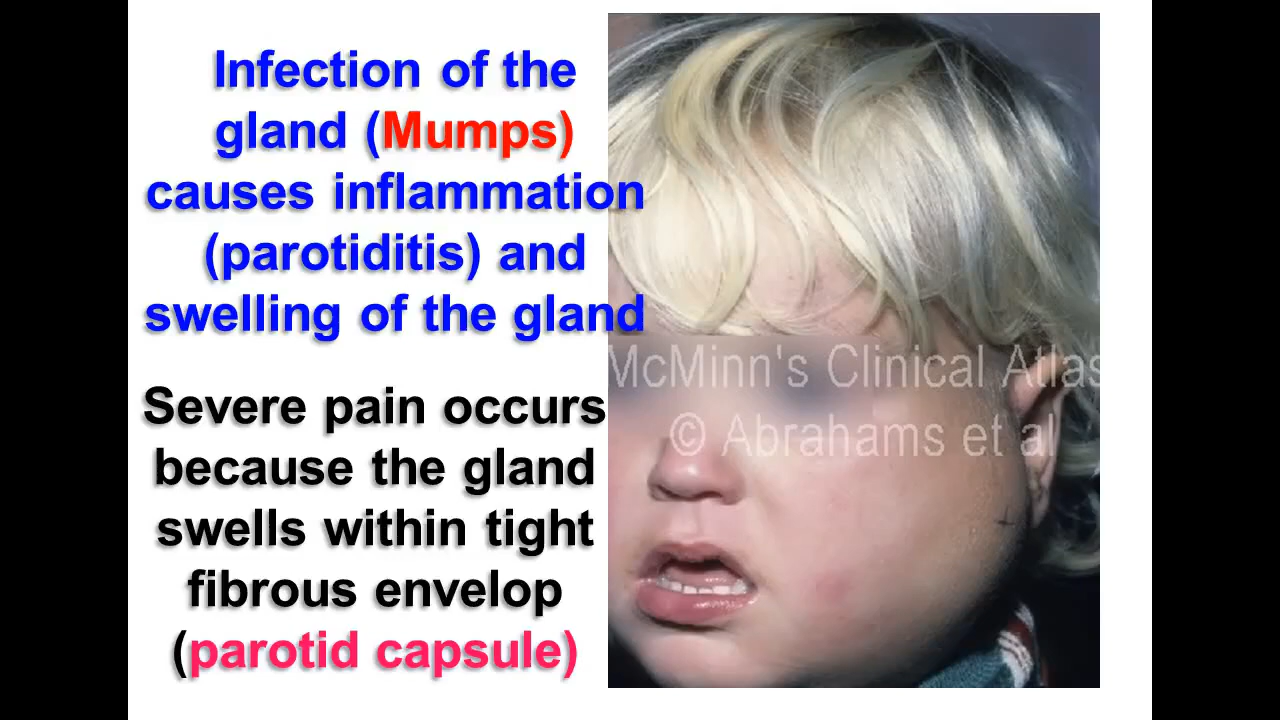 Infection of the
gland (Mumps)
causes inflammation
(parotiditis) and
swelling of the gland
Severe pain occurs
because the gland
swells within tight
fibrous envelop
(parotid capsule)
McMinn's Clinical Atlas
© Abrahams et al